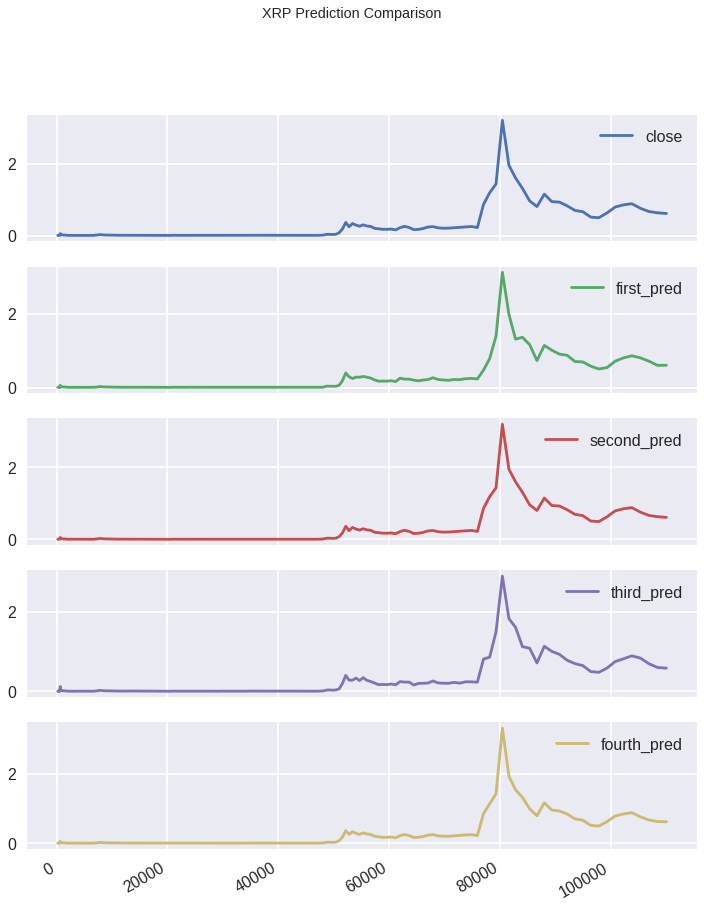 XRP Prediction Comparison
close
2
0
first_pred
2
0
second_pred
2
0
third_pred
2
0
fourth_pred
2
0
0
20000
40000
60000
80000
100000